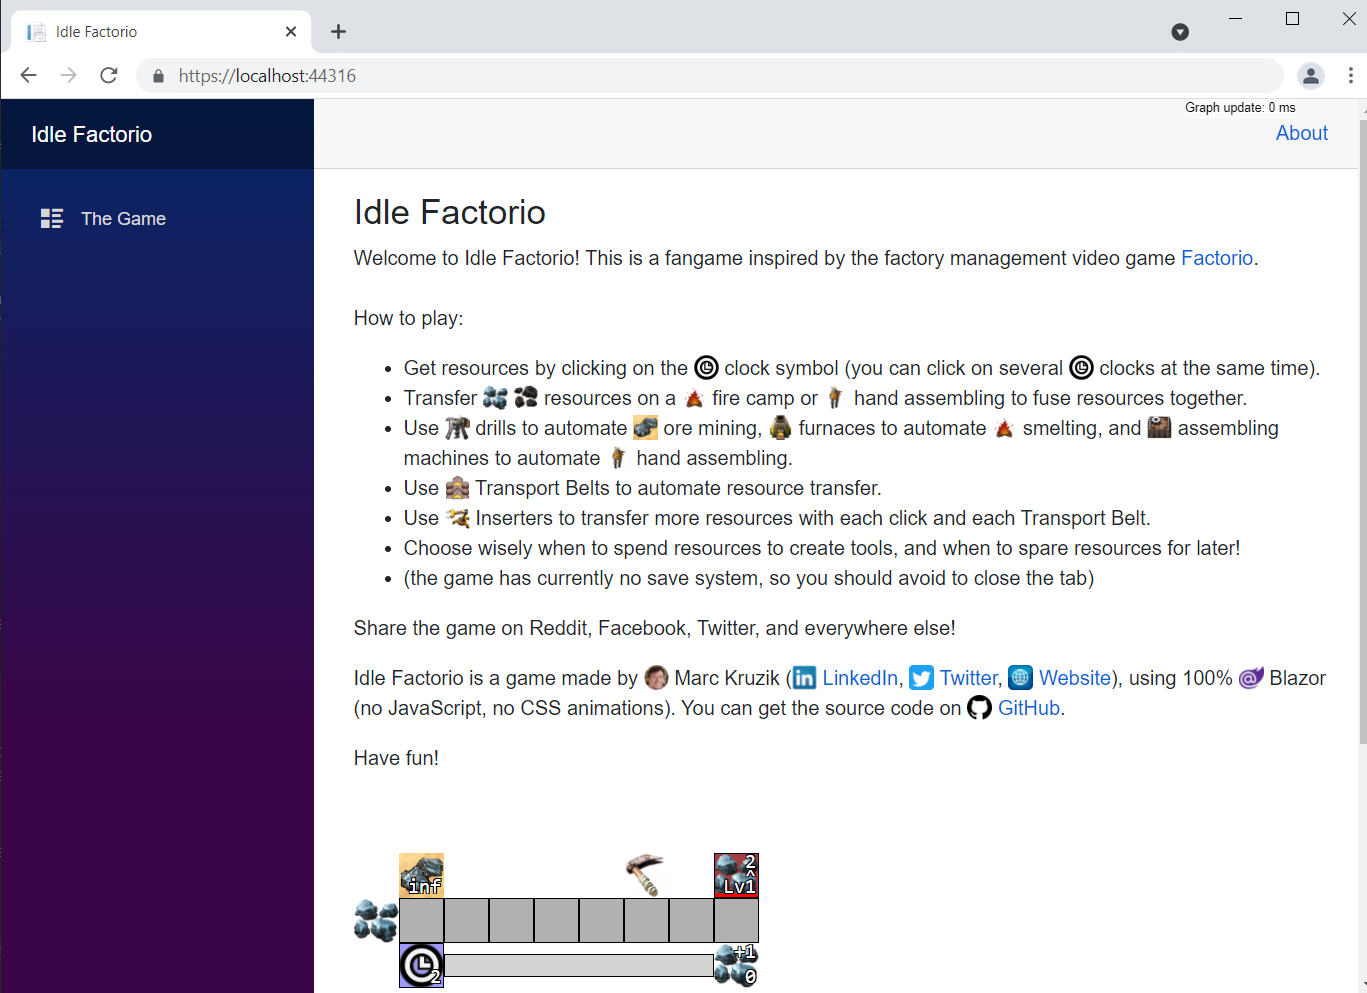 Idle Factorio
https://localhost:44316
Graph update: 0 ms
Idle Factorio
About
The Game
Idle Factorio
Welcome to Idle Factorio! This is a fangame inspired by the factory management video game Factorio.
How to play:
Get resources by clicking on the clock symbol (you can click on several clocks at the same time).
Transfer resources on a fire camp or hand assembling to fuse resources together.
Use drills to automate ore mining, furnaces to automate smelting, and assembling
machines to automate hand assembling.
Use Transport Belts to automate resource transfer.
Use Inserters to transfer more resources with each click and each Transport Belt.
Choose wisely when to spend resources to create tools, and when to spare resources for later!
(the game has currently no save system, so you should avoid to close the tab)
Share the game on Reddit, Facebook, Twitter, and everywhere else!
Idle Factorio is a game made by Marc Kruzik (in LinkedIn, Twitter, Website), using 100% Blazor
(no JavaScript, no CSS animations). You can get the source code on GitHub.
Have fun!
2
^
inf Lv1
+1
2 0